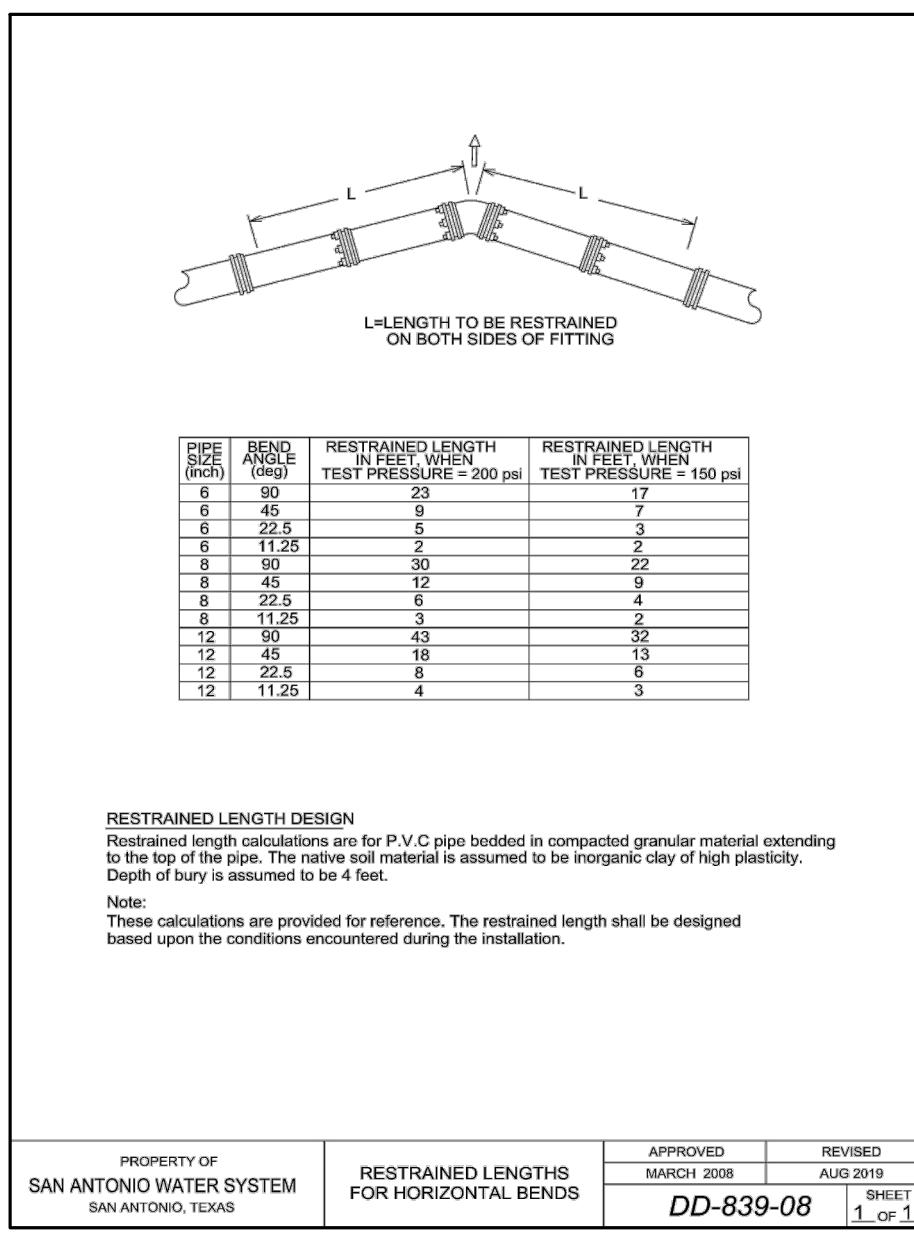 L
L
L=LENGTH TO BE RESTRAINED
ON BOTH SIDES OF FITTING
PIPE SIZE (inch) BEND ANGLE (deg) RESTRAINED LENGTH IN FEET, WHEN TEST PRESSURE = 200 psi RESTRAINED LENGTH IN FEET, WHEN TEST PRESSURE = 150 psi
6 90 23 17
6 45 9 7
6 22.5 5 3
6 11.25 2 2
8 90 30 22
8 45 12 9
8 22.5 6 4
8 11.25 3 2
12 90 43 32
12 45 18 13
12 22.5 8 6
12 11.25 4 3
RESTRAINED LENGTH DESIGN
Restrained length calculations are for P.V.C pipe bedded in compacted granular material extending
to the top of the pipe. The native soil material is assumed to be inorganic clay of high plasticity.
Depth of bury is assumed to be 4 feet.
Note:
These calculations are provided for reference. The restrained length shall be designed
based upon the conditions encountered during the installation.
PROPERTY OF
SAN ANTONIO WATER SYSTEM
SAN ANTONIO, TEXAS
RESTRAINED LENGTHS
FOR HORIZONTAL BENDS
APPROVED REVISED
MARCH 2008 AUG 2019
DD-839-08
SHEET
1 OF 1